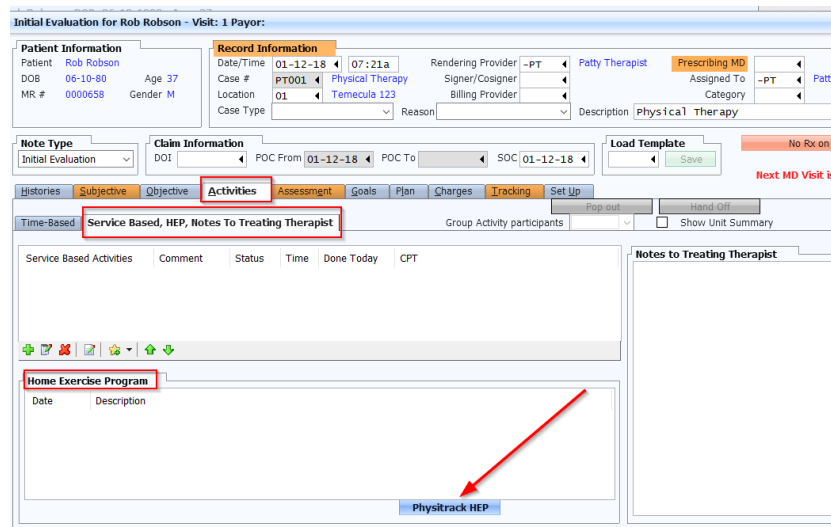 Initial Evaluation for Rob Robson - Visit: 1 Payor:
Patient Information
Patient Rob Robson
DOB 06-10-80 Age 37
MR # 0000658 Gender M
Record Information
Date/Time 01-12-18 07:21a Rendering Provider -PT Patty Therapist Prescribing MD
Case # PT001 Physical Therapy Signer/Cosigner Assigned To -PT Patt
Location 01 Temecula 123 Billing Provider Category
Case Type Reason Description Physical Therapy
Note Type
Initial Evaluation
Claim Information
DOI POC From 01-12-18 POC To SOC 01-12-18
Load Template
Save
No Rx on
Next MD Visit is
Histories Subjective Objective Activities Assessment Goals Plan Charges Tracking Set Up
Pop out Hand Off
Time-Based Service Based, HEP, Notes To Treating Therapist Group Activity participants Show Unit Summary
Service Based Activities Comment Status Time Done Today CPT
Notes to Treating Therapist
Home Exercise Program
Date Description
Physitrack HEP